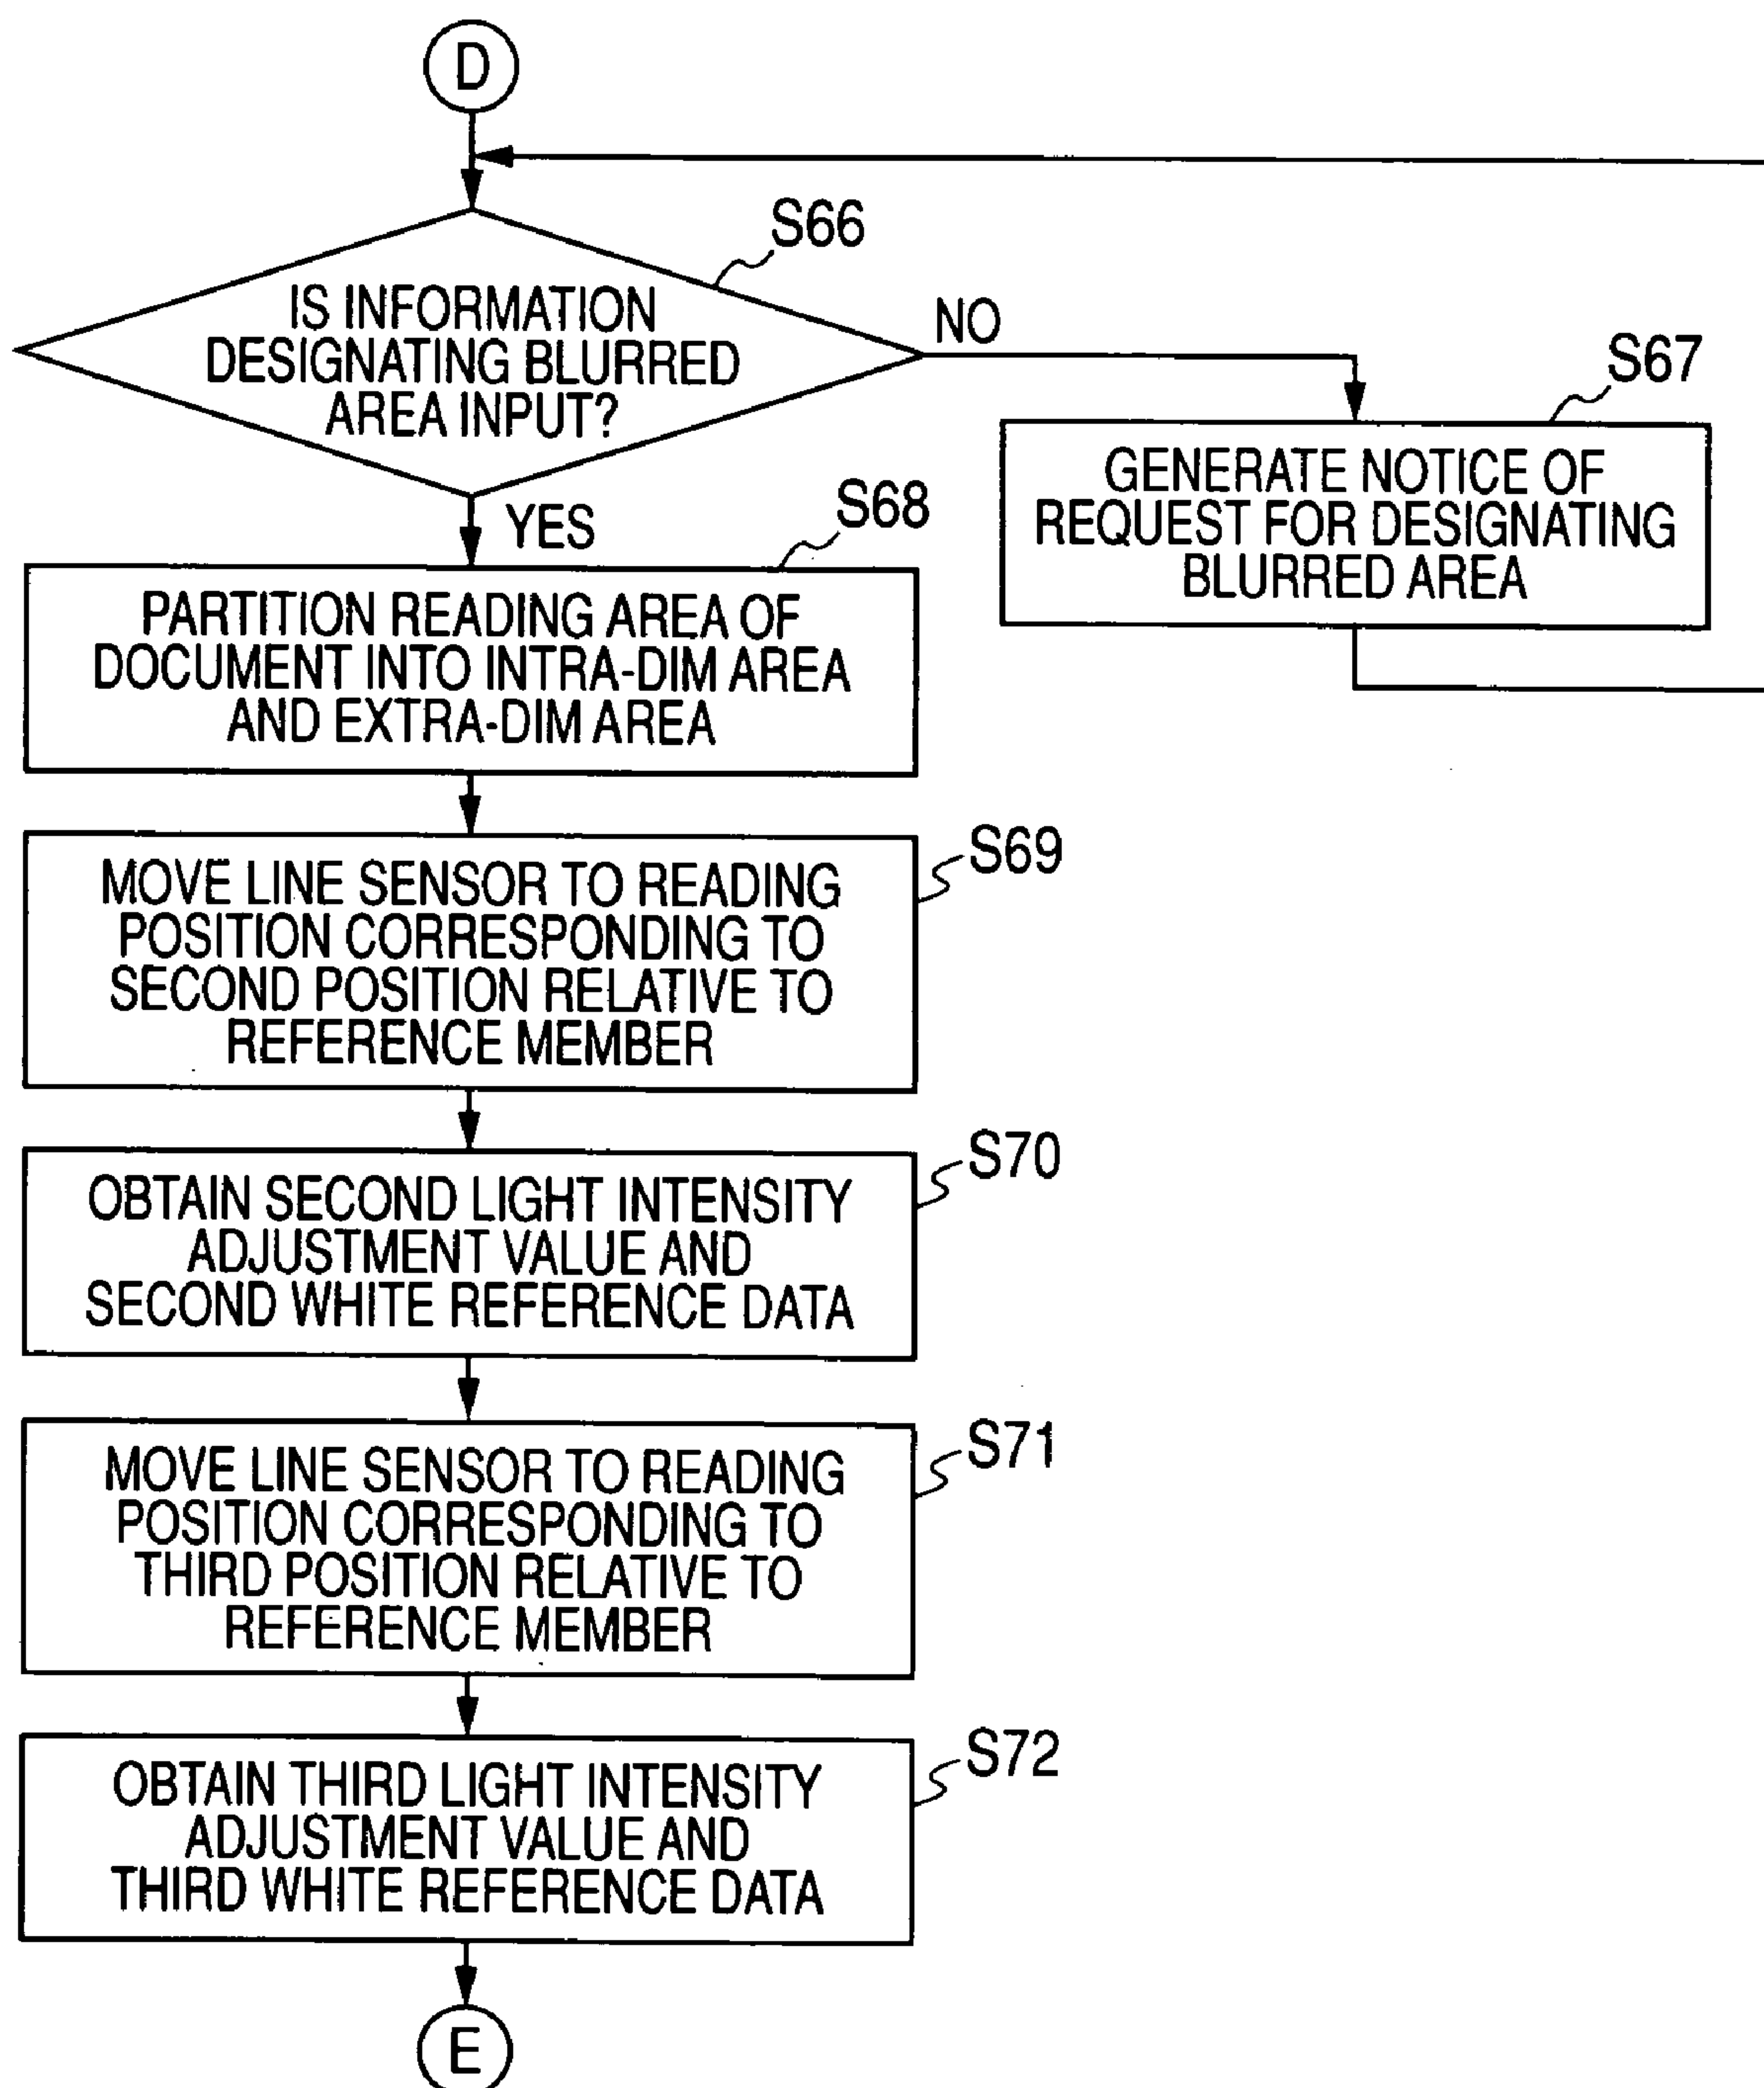 D
S66
IS INFORMATION
DESIGNATING BLURRED
AREA INPUT?
NO
S67
GENERATE NOTICE OF
REQUEST FOR DESIGNATING
BLURRED AREA
YES
S68
PARTITION READING AREA OF
DOCUMENT INTO INTRA-DIM AREA
AND EXTRA-DIM AREA
S69
MOVE LINE SENSOR TO READING
POSITION CORRESPONDING TO
SECOND POSITION RELATIVE TO
REFERENCE MEMBER
S70
OBTAIN SECOND LIGHT INTENSITY
ADJUSTMENT VALUE AND
SECOND WHITE REFERENCE DATA
S71
MOVE LINE SENSOR TO READING
POSITION CORRESPONDING TO
THIRD POSITION RELATIVE TO
REFERENCE MEMBER
S72
OBTAIN THIRD LIGHT INTENSITY
ADJUSTMENT VALUE AND
THIRD WHITE REFERENCE DATA
E